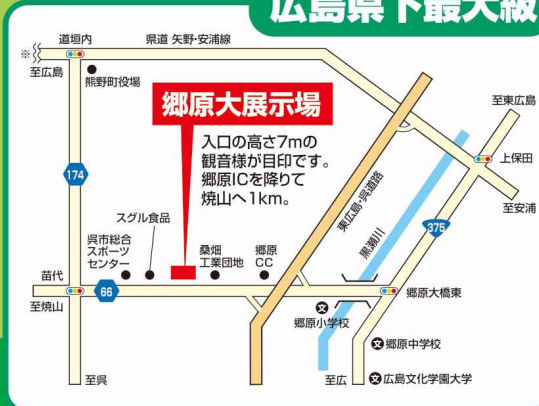 広島県下最大級
道垣内
県道 矢野・安浦線
※
至広島
熊野町役場
至東広島
郷原大展示場
入口の高さ7mの
観音様が目印です。
郷原ICを降りて
焼山へ1km。
上保田
174
東広島・呉道路
至安浦
黒瀬川
375
スグル食品
呉市総合
スポーツ
センター
桑畑
工業団地
郷原
CC
苗代
66
郷原大橋東
至焼山
文
郷原小学校
文郷原中学校
至呉
至広
文広島文化学園大学